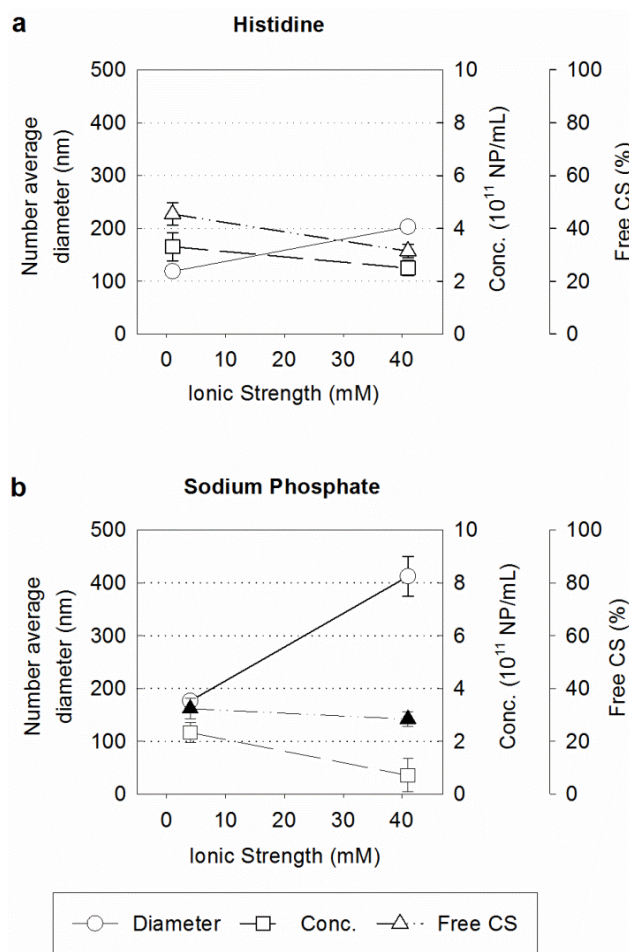 a
Histidine
500
400
300
200
100
0
Number average
diameter (nm)
10
8
6
4
2
0
Conc. (10¹¹ NP/mL)
100
80
60
40
20
0
Free CS (%)
0 10 20 30 40
Ionic Strength (mM)
b
Sodium Phosphate
500
400
300
200
100
0
Number average
diameter (nm)
10
8
6
4
2
0
Conc. (10¹¹ NP/mL)
100
80
60
40
20
0
Free CS (%)
0 10 20 30 40
Ionic Strength (mM)
Diameter Conc. Free CS